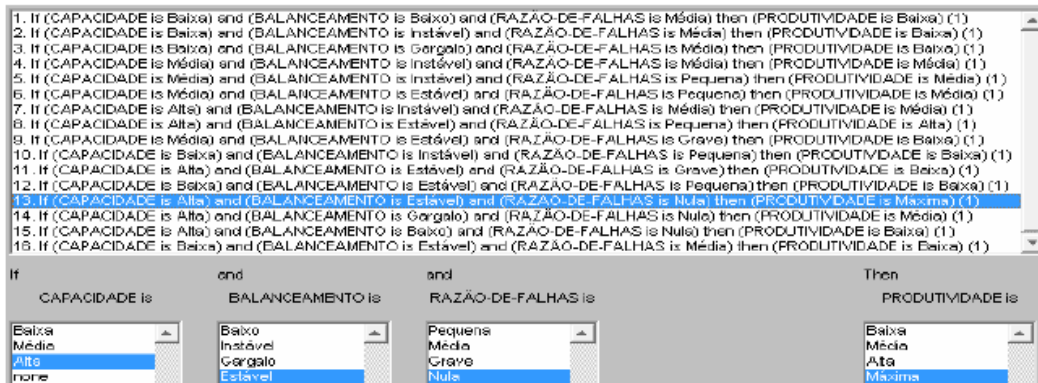 1. If (CAPACIDADE is Baixa) and (BALANCEAMENTO is Baixo) and (RAZÃO-DE-FALHAS is Média) then (PRODUTIVIDADE is Baixa) (1)
2. If (CAPACIDADE is Baixa) and (BALANCEAMENTO is Instável) and (RAZÃO-DE-FALHAS is Média) then (PRODUTIVIDADE is Baixa) (1)
3. If (CAPACIDADE is Baixa) and (BALANCEAMENTO is Gargalo) and (RAZÃO-DE-FALHAS is Média) then (PRODUTIVIDADE is Baixa) (1)
4. If (CAPACIDADE is Média) and (BALANCEAMENTO is Instável) and (RAZÃO-DE-FALHAS is Média) then (PRODUTIVIDADE is Média) (1)
5. If (CAPACIDADE is Média) and (BALANCEAMENTO is Instável) and (RAZÃO-DE-FALHAS is Pequena) then (PRODUTIVIDADE is Média) (1)
6. If (CAPACIDADE is Média) and (BALANCEAMENTO is Estável) and (RAZÃO-DE-FALHAS is Pequena) then (PRODUTIVIDADE is Média) (1)
7. If (CAPACIDADE is Alta) and (BALANCEAMENTO is Instável) and (RAZÃO-DE-FALHAS is Média) then (PRODUTIVIDADE is Média) (1)
8. If (CAPACIDADE is Alta) and (BALANCEAMENTO is Estável) and (RAZÃO-DE-FALHAS is Pequena) then (PRODUTIVIDADE is Alta) (1)
9. If (CAPACIDADE is Média) and (BALANCEAMENTO is Estável) and (RAZÃO-DE-FALHAS is Grave) then (PRODUTIVIDADE is Baixa) (1)
10. If (CAPACIDADE is Baixa) and (BALANCEAMENTO is Instável) and (RAZÃO-DE-FALHAS is Pequena) then (PRODUTIVIDADE is Baixa) (1)
11. If (CAPACIDADE is Alta) and (BALANCEAMENTO is Estável) and (RAZÃO-DE-FALHAS is Grave) then (PRODUTIVIDADE is Baixa) (1)
12. If (CAPACIDADE is Baixa) and (BALANCEAMENTO is Estável) and (RAZÃO-DE-FALHAS is Pequena) then (PRODUTIVIDADE is Baixa) (1)
13. If (CAPACIDADE is Alta) and (BALANCEAMENTO is Estável) and (RAZÃO-DE-FALHAS is Nula) then (PRODUTIVIDADE is Máxima) (1)
14. If (CAPACIDADE is Alta) and (BALANCEAMENTO is Gargalo) and (RAZÃO-DE-FALHAS is Nula) then (PRODUTIVIDADE is Média) (1)
15. If (CAPACIDADE is Alta) and (BALANCEAMENTO is Baixo) and (RAZÃO-DE-FALHAS is Nula) then (PRODUTIVIDADE is Baixa) (1)
16. If (CAPACIDADE is Baixa) and (BALANCEAMENTO is Estável) and (RAZÃO-DE-FALHAS is Média) then (PRODUTIVIDADE is Baixa) (1)
If and and Then
CAPACIDADE is BALANCEAMENTO is RAZÃO-DE-FALHAS is PRODUTIVIDADE is
Baixa Baixo Pequena Baixa
Média Instável Média Média
Alta Gargalo Grave Alta
none Estável Nula Máxima